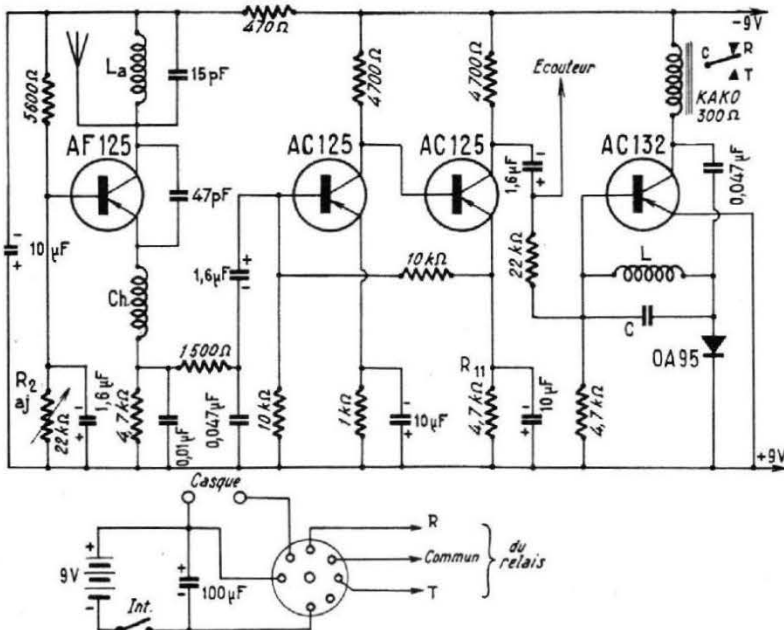 -9V
470Ω
5600Ω
La
15pF
4700Ω
4700Ω
Ecouteur
C
R
T
KAKO
300Ω
AF125
AC125
AC125
AC132
47pF
1,6µF
0,047µF
10µF
1,6µF
10kΩ
22kΩ
L
Ch
1500Ω
C
OA95
R2
aj.
22kΩ
1,6µF
4,7kΩ
0,01µF
0,047µF
10kΩ
1kΩ
10µF
R11
4,7kΩ
10µF
4,7kΩ
+9V
Casque
R
Commun
T
du
relais
9V
100µF
Int.